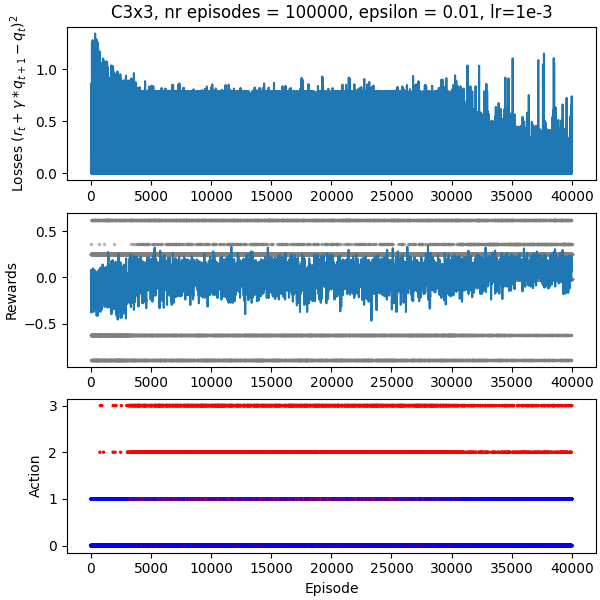 C3x3, nr episodes = 100000, epsilon = 0.01, lr=1e-3
Losses $(r_t + \gamma * q_{t+1} - q_t)^2$
1.0
0.5
0.0
0 5000 10000 15000 20000 25000 30000 35000 40000
Rewards
0.5
0.0
−0.5
0 5000 10000 15000 20000 25000 30000 35000 40000
Action
3
2
1
0
0 5000 10000 15000 20000 25000 30000 35000 40000
Episode